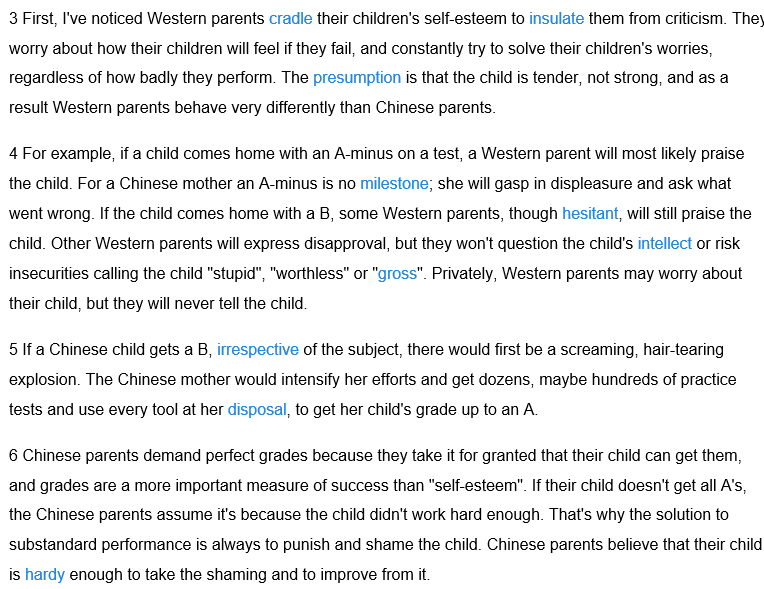 3 First, I've noticed Western parents cradle their children's self-esteem to insulate them from criticism. They
worry about how their children will feel if they fail, and constantly try to solve their children's worries,
regardless of how badly they perform. The presumption is that the child is tender, not strong, and as a
result Western parents behave very differently than Chinese parents.
4 For example, if a child comes home with an A-minus on a test, a Western parent will most likely praise
the child. For a Chinese mother an A-minus is no milestone; she will gasp in displeasure and ask what
went wrong. If the child comes home with a B, some Western parents, though hesitant, will still praise the
child. Other Western parents will express disapproval, but they won't question the child's intellect or risk
insecurities calling the child "stupid", "worthless" or "gross". Privately, Western parents may worry about
their child, but they will never tell the child.
5 If a Chinese child gets a B, irrespective of the subject, there would first be a screaming, hair-tearing
explosion. The Chinese mother would intensify her efforts and get dozens, maybe hundreds of practice
tests and use every tool at her disposal, to get her child's grade up to an A.
6 Chinese parents demand perfect grades because they take it for granted that their child can get them,
and grades are a more important measure of success than "self-esteem". If their child doesn't get all A's,
the Chinese parents assume it's because the child didn't work hard enough. That's why the solution to
substandard performance is always to punish and shame the child. Chinese parents believe that their child
is hardy enough to take the shaming and to improve from it.